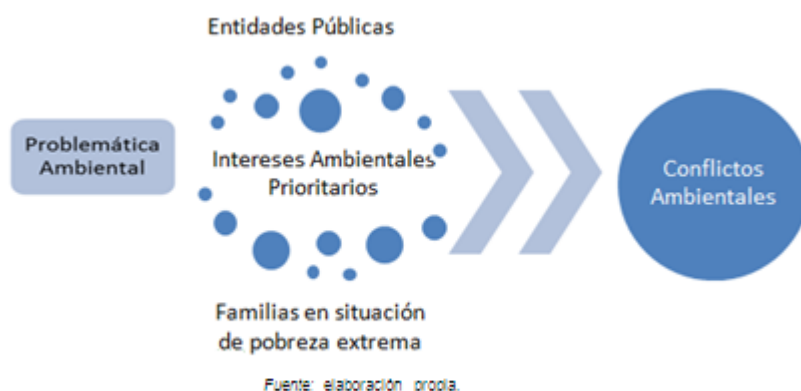 Entidades Públicas
Problemática
Ambiental
Intereses Ambientales
Prioritarios
Conflictos
Ambientales
Familias en situación
de pobreza extrema
Fuente: elaboración propia.